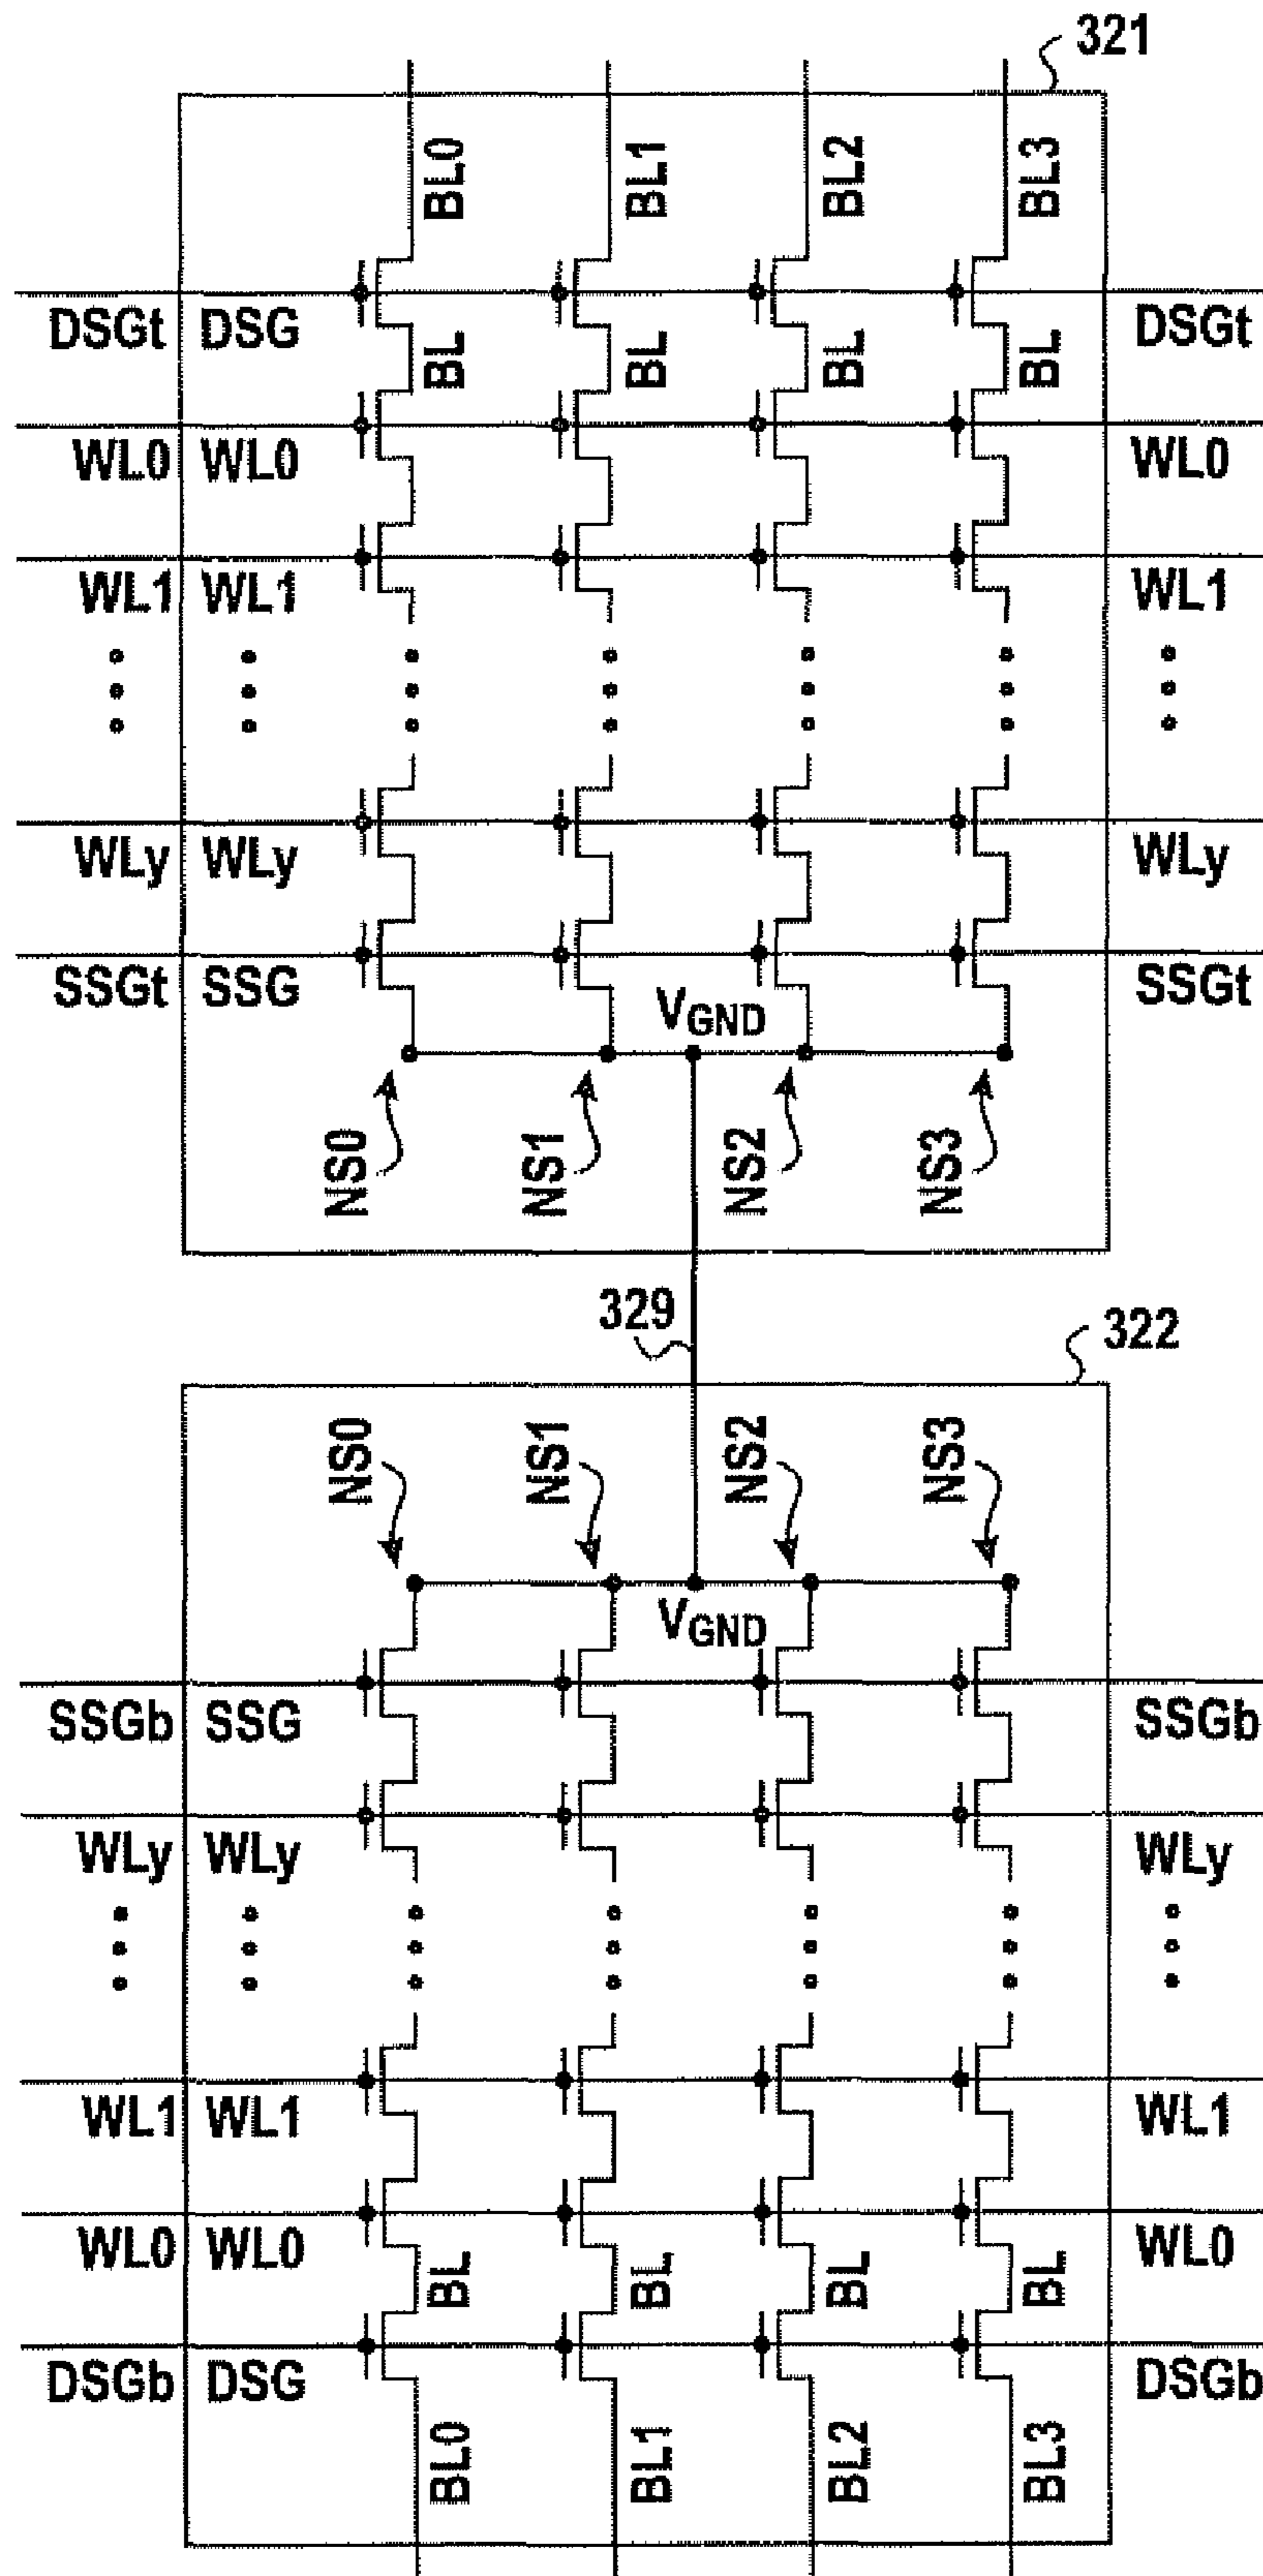 321
BL0 BL1 BL2 BL3
DSGt DSG DSGt
BL BL BL BL
WL0 WL0 WL0
WL1 WL1 WL1
WLy WLy WLy
SSGt SSG SSGt
VGND
NS0 NS1 NS2 NS3
329
322
NS0 NS1 NS2 NS3
VGND
SSGb SSG SSGb
WLy WLy WLy
WL1 WL1 WL1
WL0 WL0 WL0
BL BL BL BL
DSGb DSG DSGb
BL0 BL1 BL2 BL3